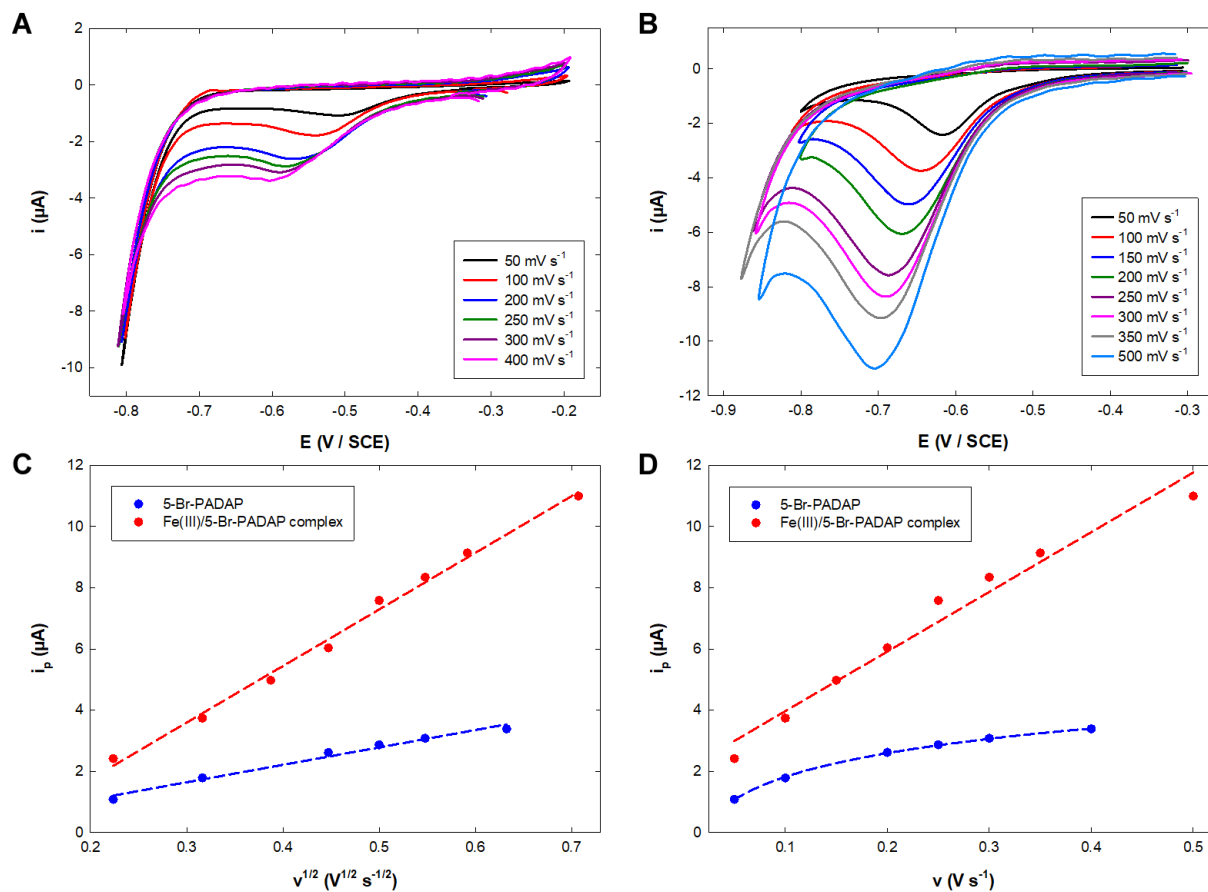 A
i (µA)
2
0
-2
-4
-6
-8
-10
50 mV s⁻¹
100 mV s⁻¹
200 mV s⁻¹
250 mV s⁻¹
300 mV s⁻¹
400 mV s⁻¹
-0.8 -0.7 -0.6 -0.5 -0.4 -0.3 -0.2
E (V / SCE)
B
i (µA)
0
-2
-4
-6
-8
-10
-12
50 mV s⁻¹
100 mV s⁻¹
150 mV s⁻¹
200 mV s⁻¹
250 mV s⁻¹
300 mV s⁻¹
350 mV s⁻¹
500 mV s⁻¹
-0.9 -0.8 -0.7 -0.6 -0.5 -0.4 -0.3
E (V / SCE)
C
iₚ (µA)
12
10
8
6
4
2
0
5-Br-PADAP
Fe(III)/5-Br-PADAP complex
0.2 0.3 0.4 0.5 0.6 0.7
v¹ᐟ² (V¹ᐟ² s⁻¹ᐟ²)
D
iₚ (µA)
12
10
8
6
4
2
0
5-Br-PADAP
Fe(III)/5-Br-PADAP complex
0.1 0.2 0.3 0.4 0.5
v (V s⁻¹)